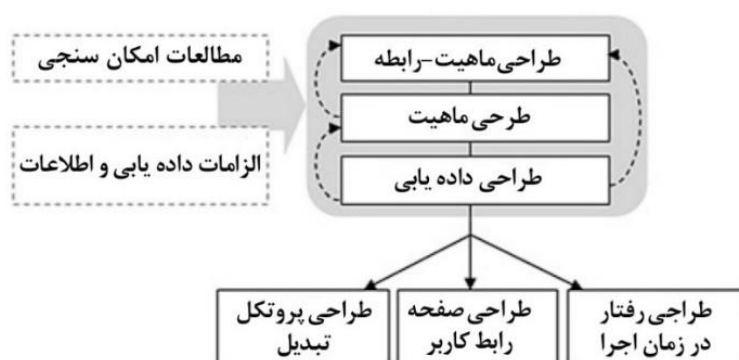 مطالعات امکان سنجی
الزامات داده یابی و اطلاعات
طراحی ماهیت-رابطه
طرحی ماهیت
طراحی داده یابی
طراجی رفتار
در زمان اجرا
طراحی صفحه
رابط کاربر
طراحی پروتکل
تبدیل